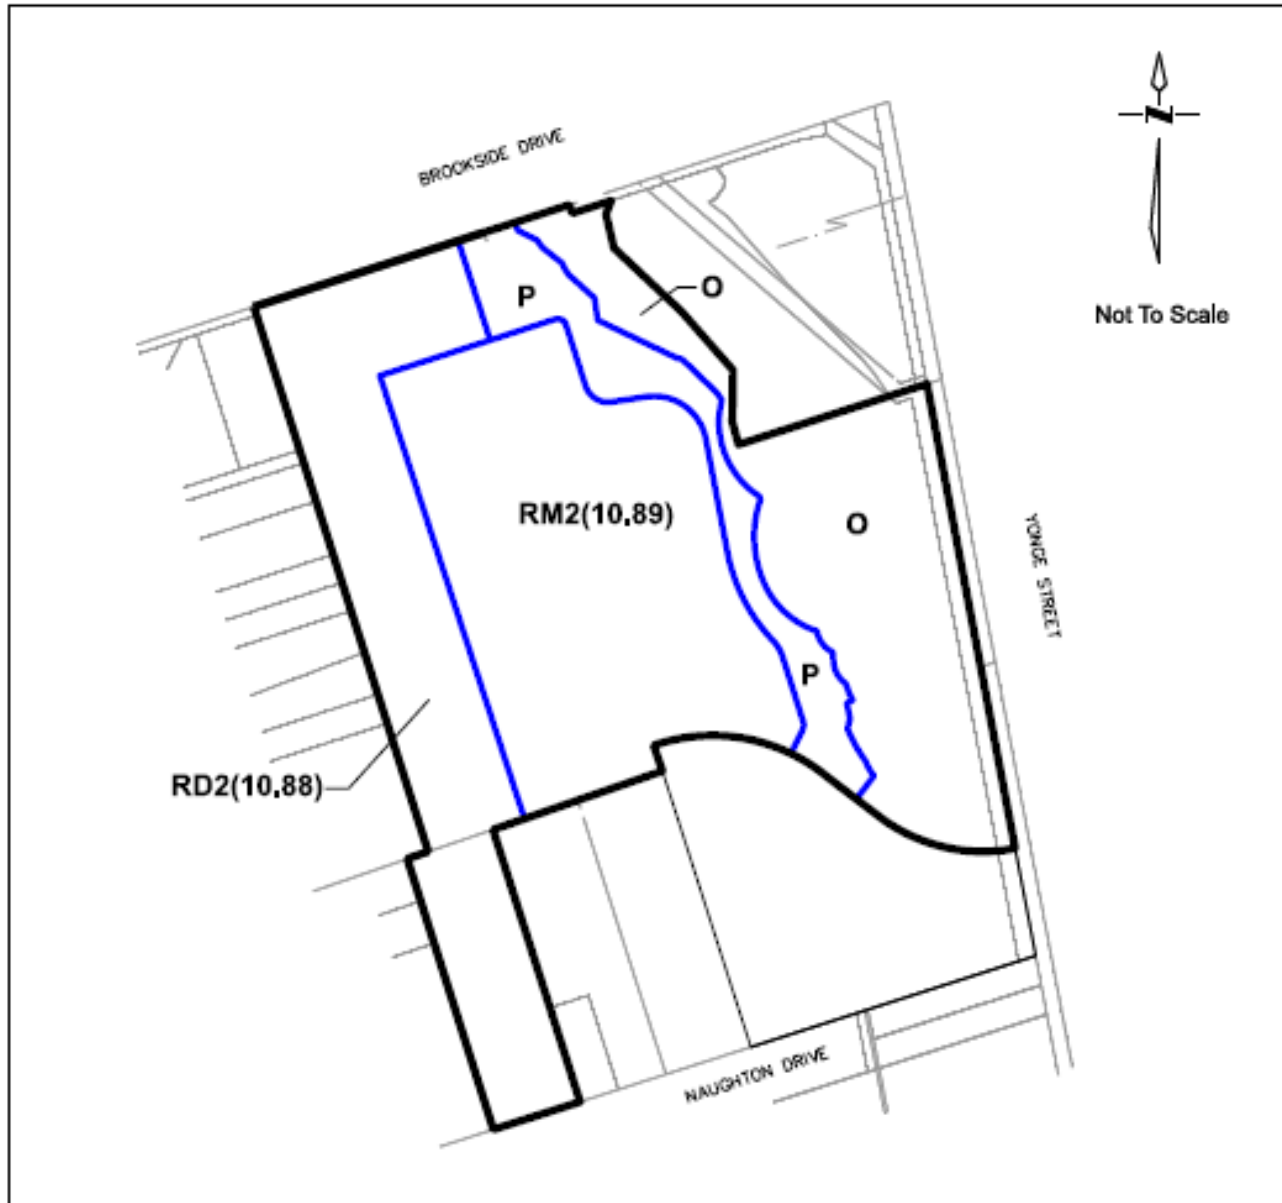 BROOKSIDE DRIVE
N
Not To Scale
P
O
RM2(10.89)
O
YONGE STREET
P
RD2(10.88)
NAUGHTON DRIVE